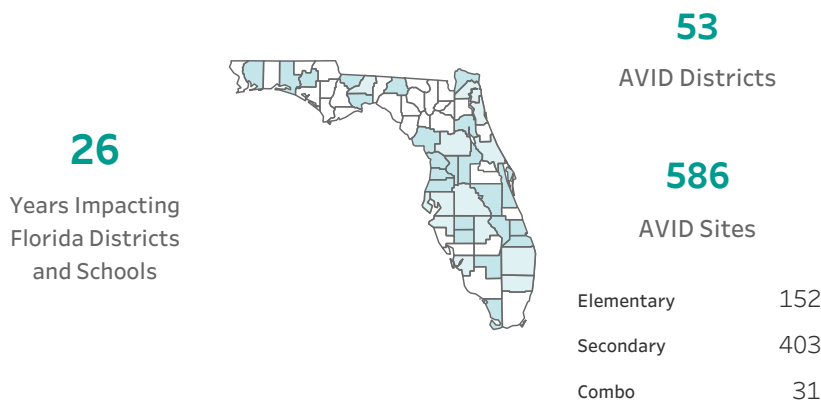 26
Years Impacting
Florida Districts
and Schools
53
AVID Districts
586
AVID Sites
Elementary 152
Secondary 403
Combo 31